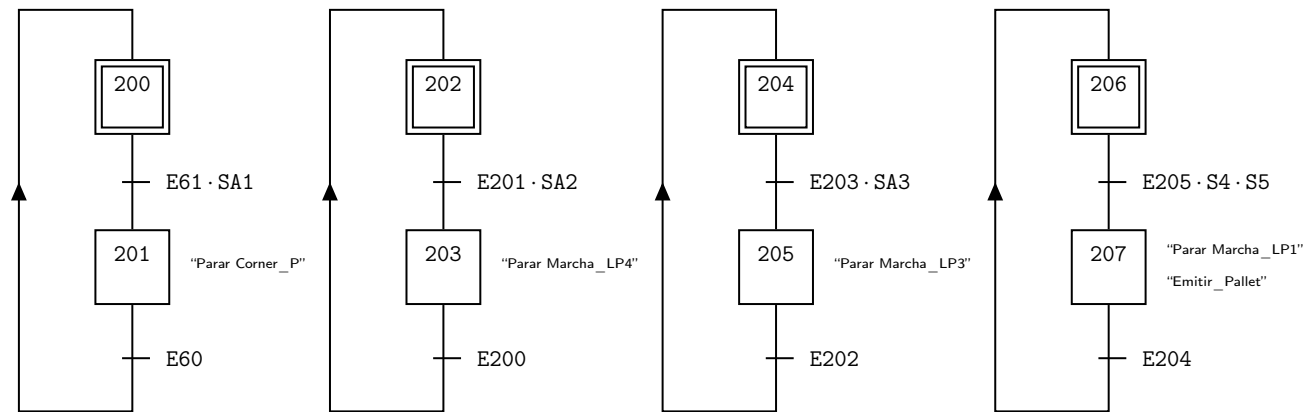 200
202
204
206
E61·SA1
E201·SA2
E203·SA3
E205·S4·S5
201
“Parar Corner_P”
203
“Parar Marcha_LP4”
205
“Parar Marcha_LP3”
207
“Parar Marcha_LP1”
“Emitir_Pallet”
E60
E200
E202
E204